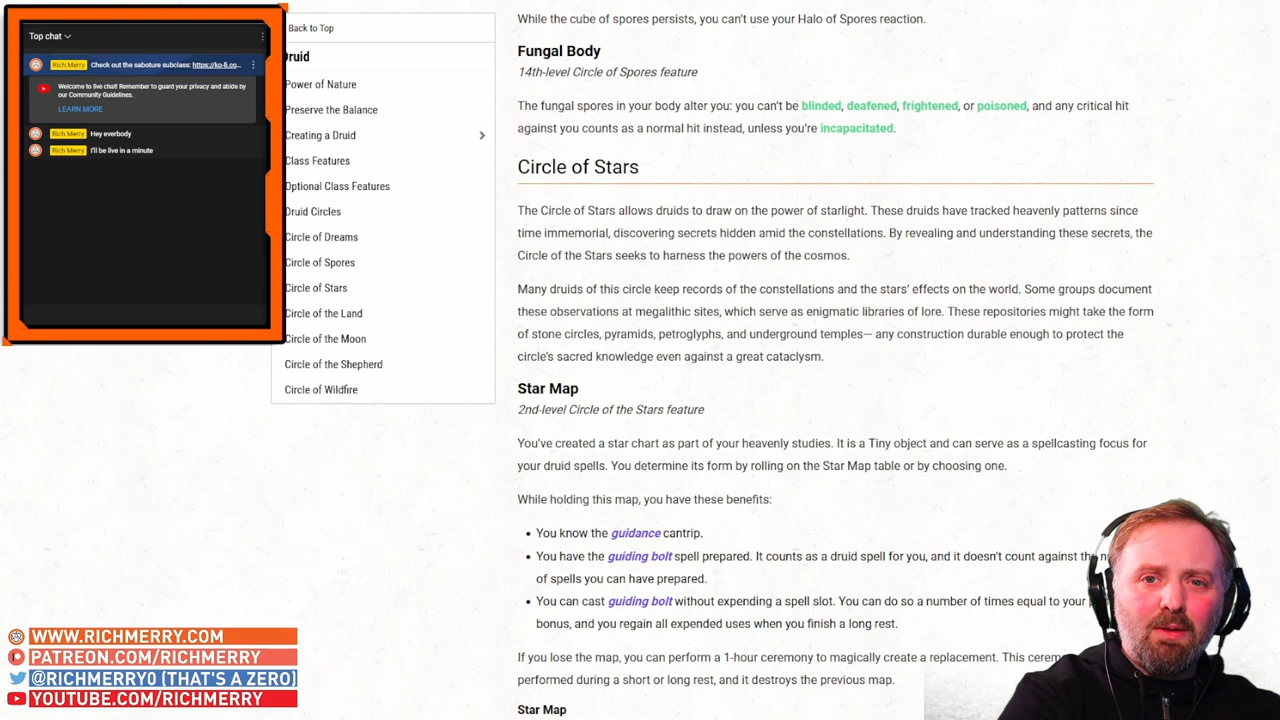 Top chat
Rich Merry Check out the saboture subclass: https://ko-fi.co...
Welcome to live chat! Remember to guard your privacy and abide by
our Community Guidelines.
LEARN MORE
Rich Merry Hey everbody
Rich Merry I'll be live in a minute
Back to Top
Druid
Power of Nature
Preserve the Balance
Creating a Druid
Class Features
Optional Class Features
Druid Circles
Circle of Dreams
Circle of Spores
Circle of Stars
Circle of the Land
Circle of the Moon
Circle of the Shepherd
Circle of Wildfire
While the cube of spores persists, you can't use your Halo of Spores reaction.
Fungal Body
14th-level Circle of Spores feature
The fungal spores in your body alter you: you can't be blinded, deafened, frightened, or poisoned, and any critical hit
against you counts as a normal hit instead, unless you're incapacitated.
Circle of Stars
The Circle of Stars allows druids to draw on the power of starlight. These druids have tracked heavenly patterns since
time immemorial, discovering secrets hidden amid the constellations. By revealing and understanding these secrets, the
Circle of the Stars seeks to harness the powers of the cosmos.
Many druids of this circle keep records of the constellations and the stars' effects on the world. Some groups document
these observations at megalithic sites, which serve as enigmatic libraries of lore. These repositories might take the form
of stone circles, pyramids, petroglyphs, and underground temples— any construction durable enough to protect the
circle's sacred knowledge even against a great cataclysm.
Star Map
2nd-level Circle of the Stars feature
You've created a star chart as part of your heavenly studies. It is a Tiny object and can serve as a spellcasting focus for
your druid spells. You determine its form by rolling on the Star Map table or by choosing one.
While holding this map, you have these benefits:
• You know the guidance cantrip.
• You have the guiding bolt spell prepared. It counts as a druid spell for you, and it doesn't count against the
of spells you can have prepared.
• You can cast guiding bolt without expending a spell slot. You can do so a number of times equal to your
bonus, and you regain all expended uses when you finish a long rest.
If you lose the map, you can perform a 1-hour ceremony to magically create a replacement. This
performed during a short or long rest, and it destroys the previous map.
Star Map
WWW.RICHMERRY.COM
PATREON.COM/RICHMERRY
@RICHMERRY0 (THAT'S A ZERO)
YOUTUBE.COM/RICHMERRY